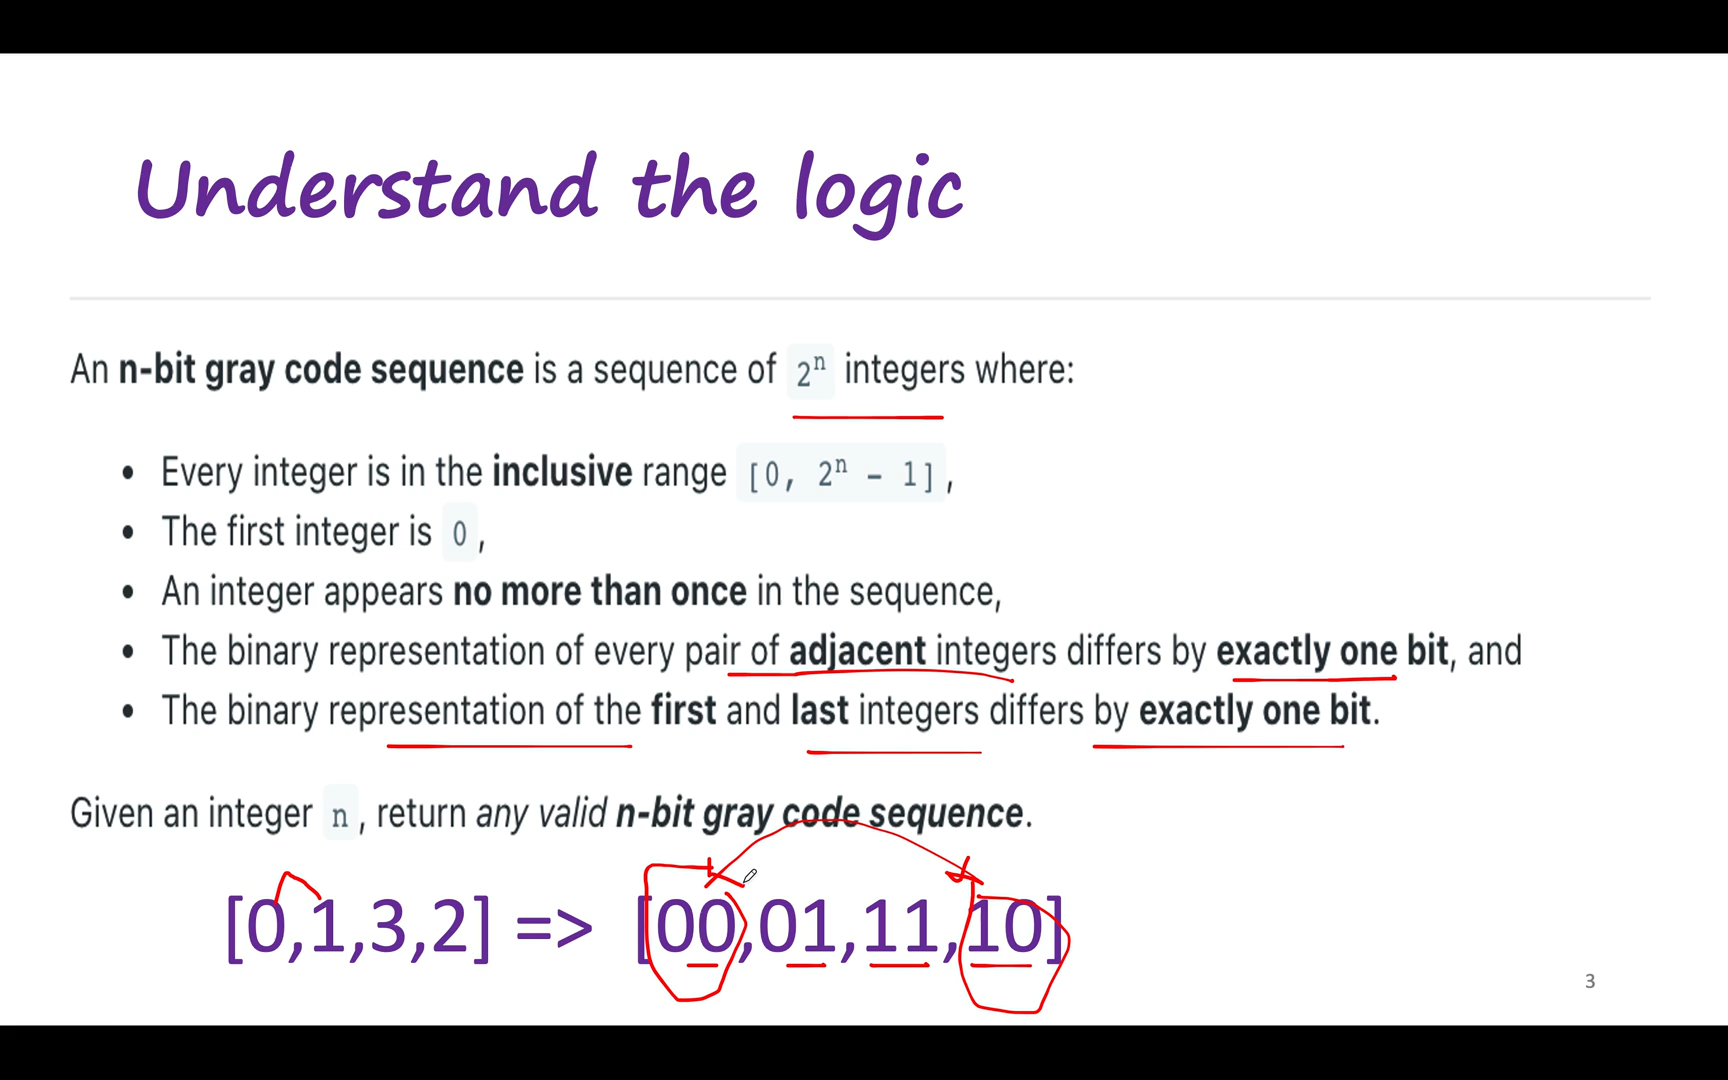 Understand the logic
An n-bit gray code sequence is a sequence of 2ⁿ integers where:
• Every integer is in the inclusive range [0, 2ⁿ - 1],
• The first integer is 0,
• An integer appears no more than once in the sequence,
• The binary representation of every pair of adjacent integers differs by exactly one bit, and
• The binary representation of the first and last integers differs by exactly one bit.
Given an integer n, return any valid n-bit gray code sequence.
[0,1,3,2] => [00,01,11,10]
3